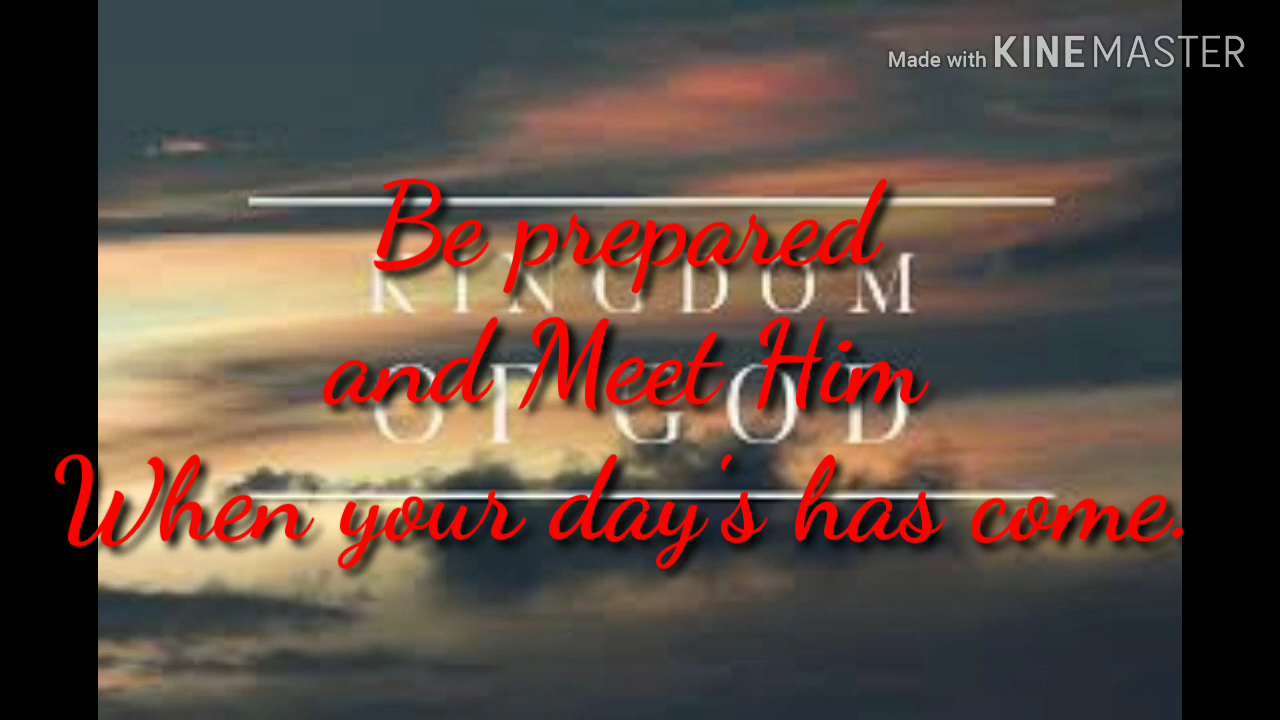 Made with KINEMASTER
Be prepared
KINGDOM
and Meet Him
OF GOD
When your day's has come.